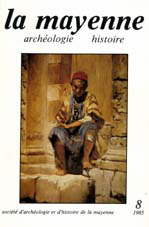 la mayenne
archéologie histoire
8
société d'archéologie et d'histoire de la mayenne 1985